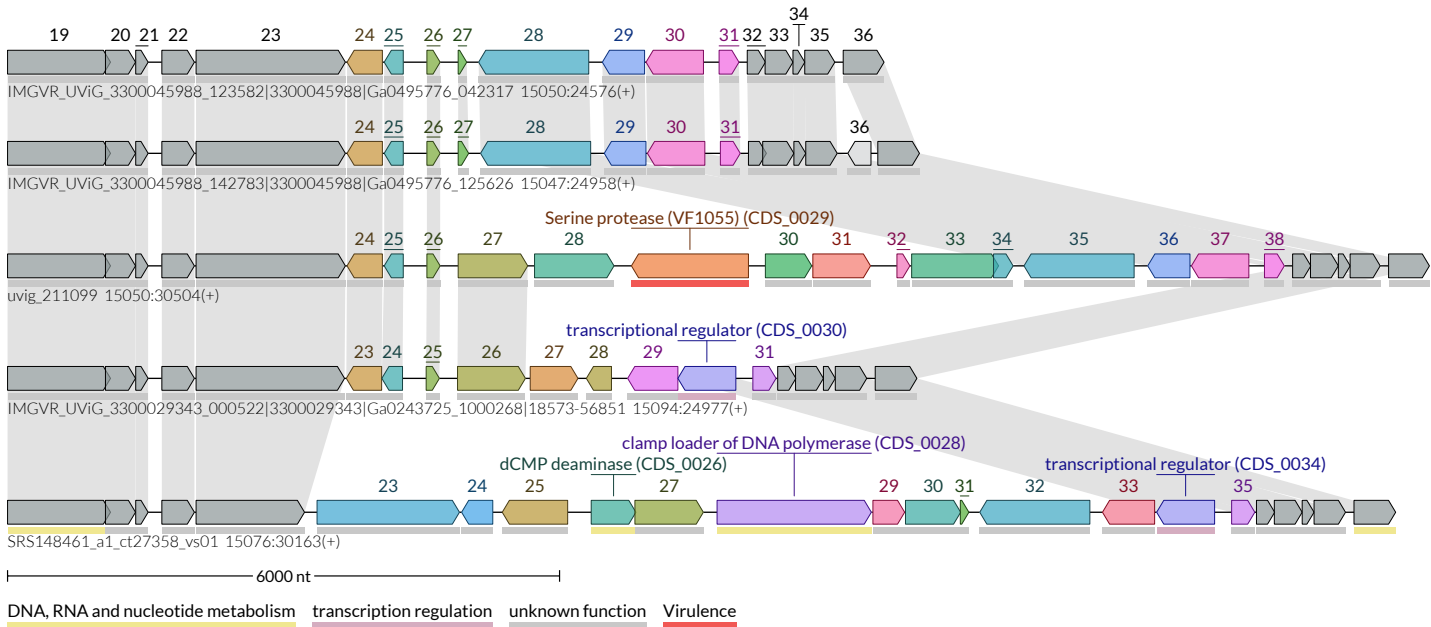 34
19 20 21 22 23 24 25 26 27 28 29 30 31 32 33 35 36
IMGVR_UViG_3300045988_123582|3300045988|Ga0495776_042317 15050:24576(+)
24 25 26 27 28 29 30 31 36
IMGVR_UViG_3300045988_142783|3300045988|Ga0495776_125626 15047:24958(+)
Serine protease (VF1055) (CDS_0029)
24 25 26 27 28 30 31 32 33 34 35 36 37 38
uvig_211099 15050:30504(+)
transcriptional regulator (CDS_0030)
23 24 25 26 27 28 29 31
IMGVR_UViG_3300029343_000522|3300029343|Ga0243725_1000268|18573-56851 15094:24977(+)
clamp loader of DNA polymerase (CDS_0028)
dCMP deaminase (CDS_0026) transcriptional regulator (CDS_0034)
23 24 25 27 29 30 31 32 33 35
SRS148461_a1_ct27358_vs01 15076:30163(+)
6000 nt
DNA, RNA and nucleotide metabolism transcription regulation unknown function Virulence